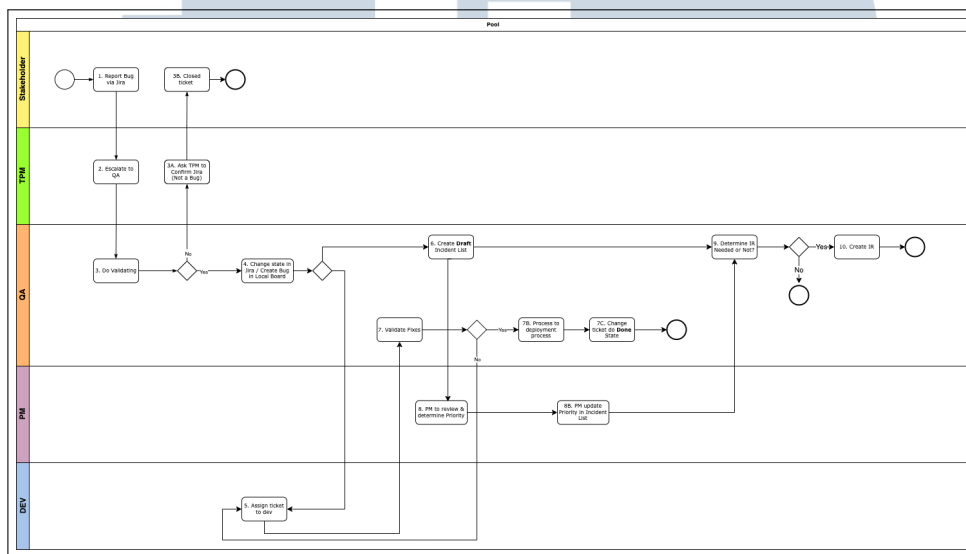 Pool
Stakeholder
1. Report Bug
via Jira
3B. Closed
ticket
TPM
2. Escalate to
QA
3A. Ask TPM to
Confirm Jira
(Not a Bug)
QA
3. Do Validating
No
Yes
4. Change state in
Jira / Create Bug
in Local Board
6. Create Draft
Incident List
9. Determine IR
Needed or Not?
Yes
10. Create IR
No
7. Validate Fixes
Yes
7B. Process to
deployment
process
7C. Change
ticket do Done
State
No
PM
8. PM to review &
determine Priority
8B. PM update
Priority in Incident
List
DEV
5. Assign ticket
to dev